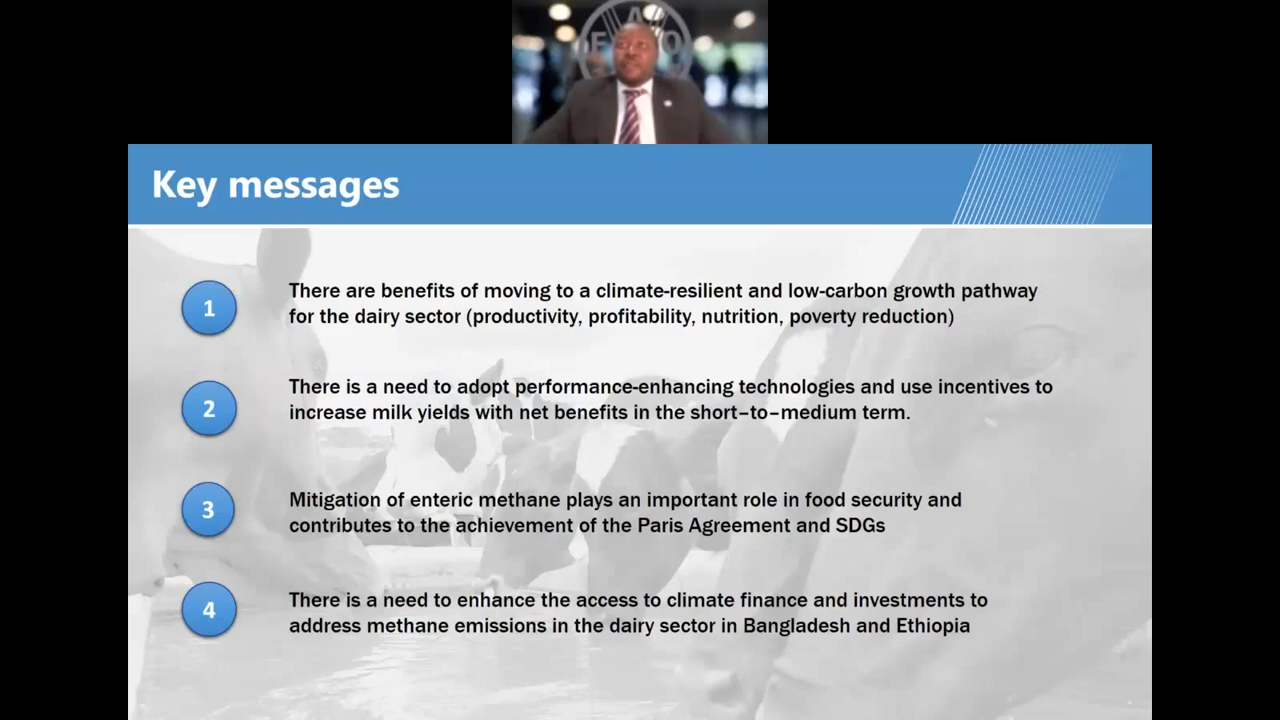 FAO
Key messages
1
There are benefits of moving to a climate-resilient and low-carbon growth pathway
for the dairy sector (productivity, profitability, nutrition, poverty reduction)
2
There is a need to adopt performance-enhancing technologies and use incentives to
increase milk yields with net benefits in the short–to–medium term.
3
Mitigation of enteric methane plays an important role in food security and
contributes to the achievement of the Paris Agreement and SDGs
4
There is a need to enhance the access to climate finance and investments to
address methane emissions in the dairy sector in Bangladesh and Ethiopia